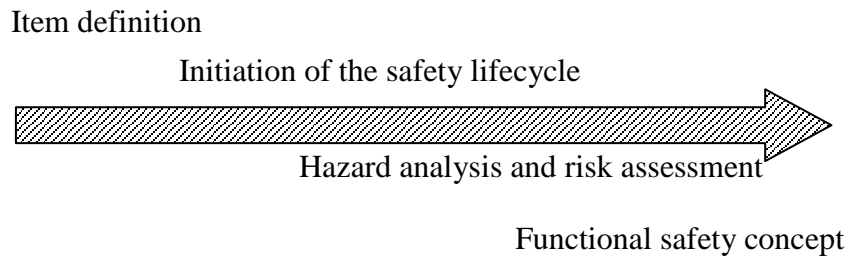 Item definition
Initiation of the safety lifecycle
Hazard analysis and risk assessment
Functional safety concept